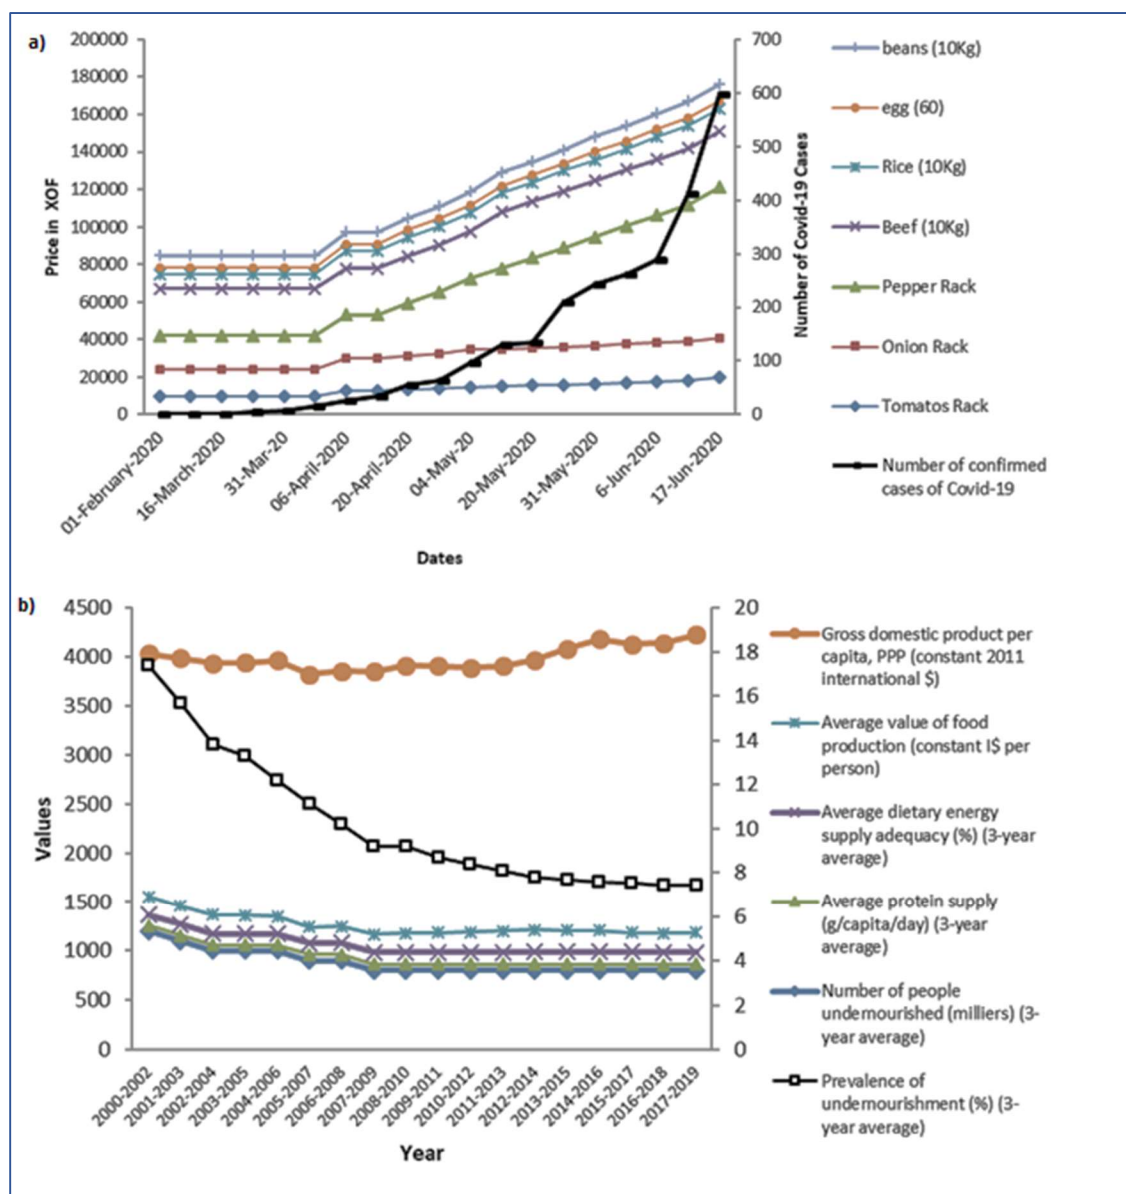 a)
200000
180000
160000
140000
120000
100000
80000
60000
40000
20000
0
Price in XOF
700
600
500
400
300
200
100
0
Number of Covid-19 Cases
01-February-2020
16-March-2020
31-Mar-20
06-April-2020
20-April-2020
04-May-20
20-May-2020
31-May-2020
6-Jun-2020
17-Jun-2020
Dates
beans (10Kg)
egg (60)
Rice (10Kg)
Beef (10Kg)
Pepper Rack
Onion Rack
Tomatos Rack
Number of confirmed
cases of Covid-19
b)
4500
4000
3500
3000
2500
2000
1500
1000
500
0
Values
20
18
16
14
12
10
8
6
4
2
0
2000-2002
2001-2003
2002-2004
2003-2005
2004-2006
2005-2007
2006-2008
2007-2009
2008-2010
2009-2011
2010-2012
2011-2013
2012-2014
2013-2015
2014-2016
2015-2017
2016-2018
2017-2019
Year
Gross domestic product per
capita, PPP (constant 2011
international $)
Average value of food
production (constant I$ per
person)
Average dietary energy
supply adequacy (%) (3-year
average)
Average protein supply
(g/capita/day) (3-year
average)
Number of people
undernourished (milliers) (3-
year average)
Prevalence of
undernourishment (%) (3-
year average)